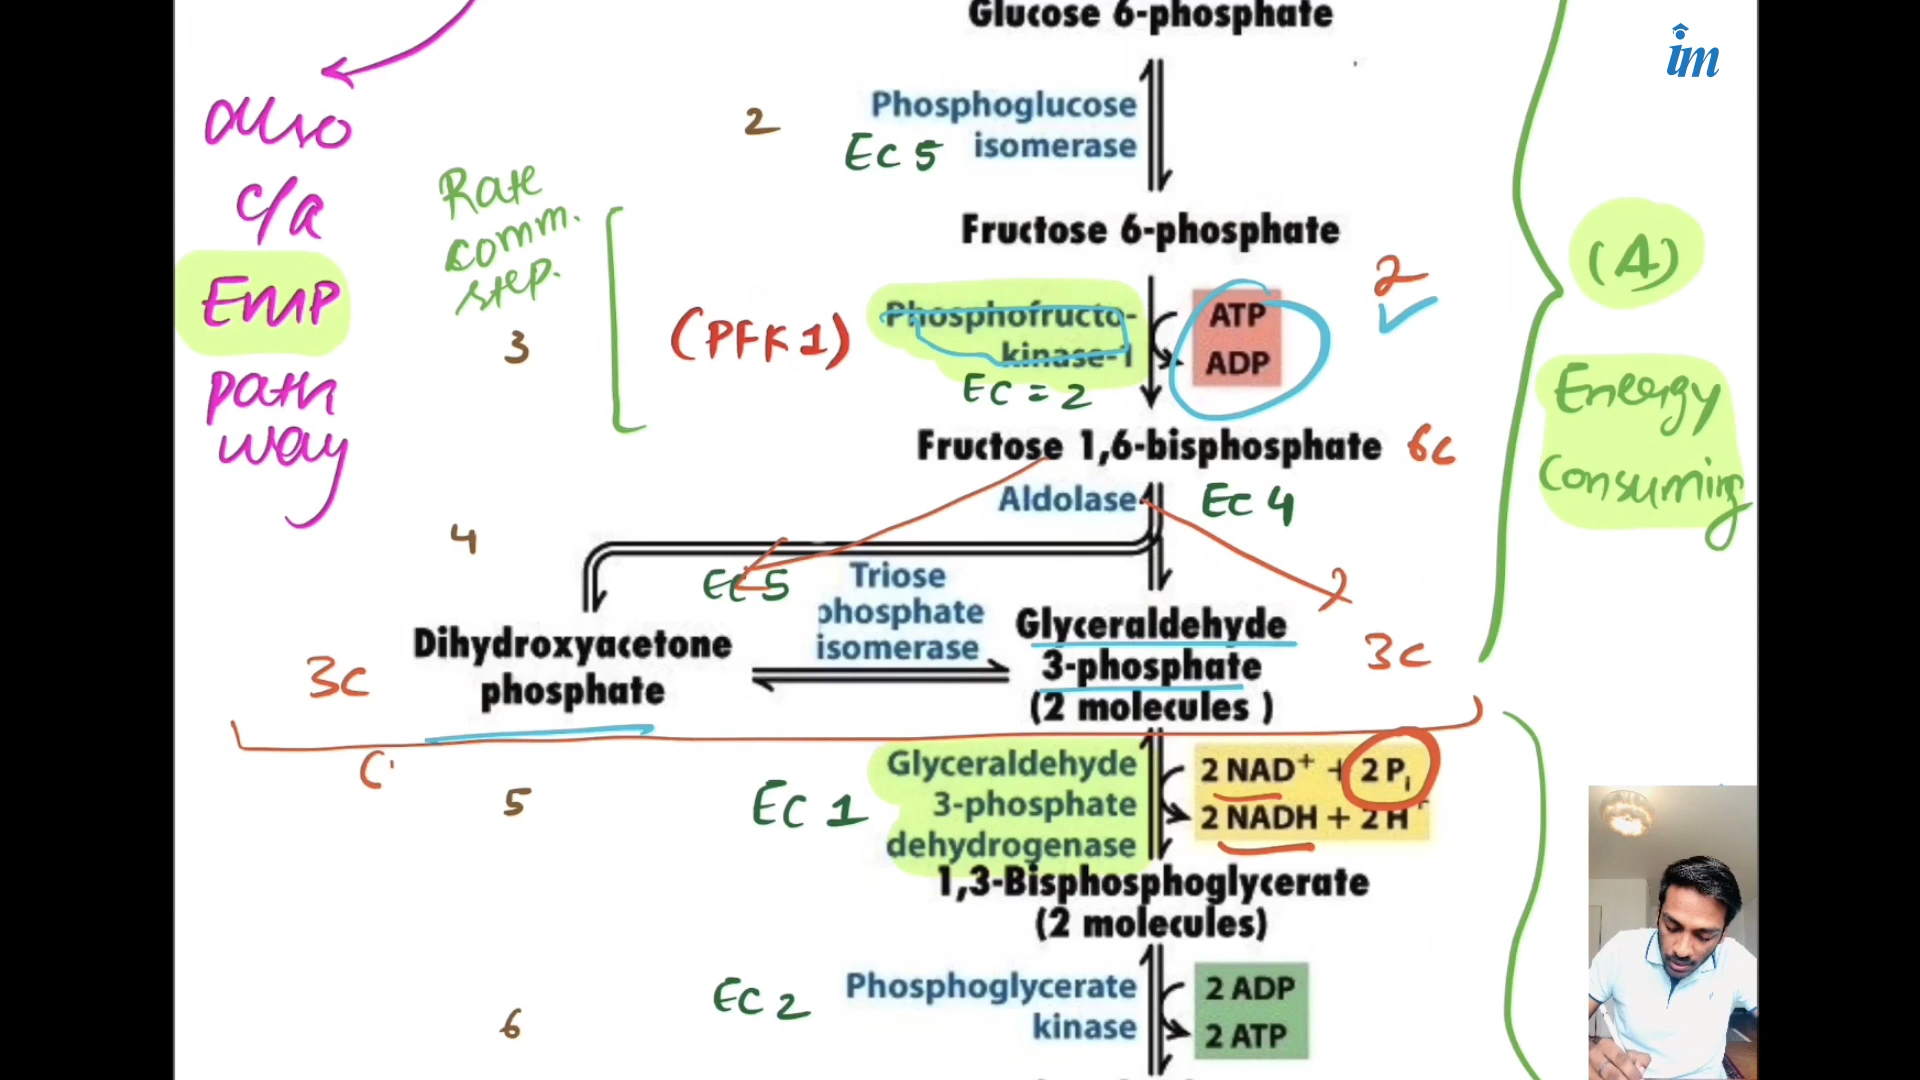 Glucose 6-phosphate
im
also
c/a
EMP
path
way
2
Phosphoglucose
isomerase
EC 5
Rate
comm.
step.
Fructose 6-phosphate
3
(PFK 1)
Phosphofructo-
kinase-1
EC = 2
ATP
ADP
2
(A)
Energy
Consuming
Fructose 1,6-bisphosphate 6C
Aldolase
EC 4
4
EC 5
Triose
phosphate
isomerase
Dihydroxyacetone
phosphate
3C
Glyceraldehyde
3-phosphate
(2 molecules )
3C
5
EC 1
Glyceraldehyde
3-phosphate
dehydrogenase
2 NAD+ + 2 Pi
2 NADH + 2 H+
1,3-Bisphosphoglycerate
(2 molecules)
6
EC 2
Phosphoglycerate
kinase
2 ADP
2 ATP